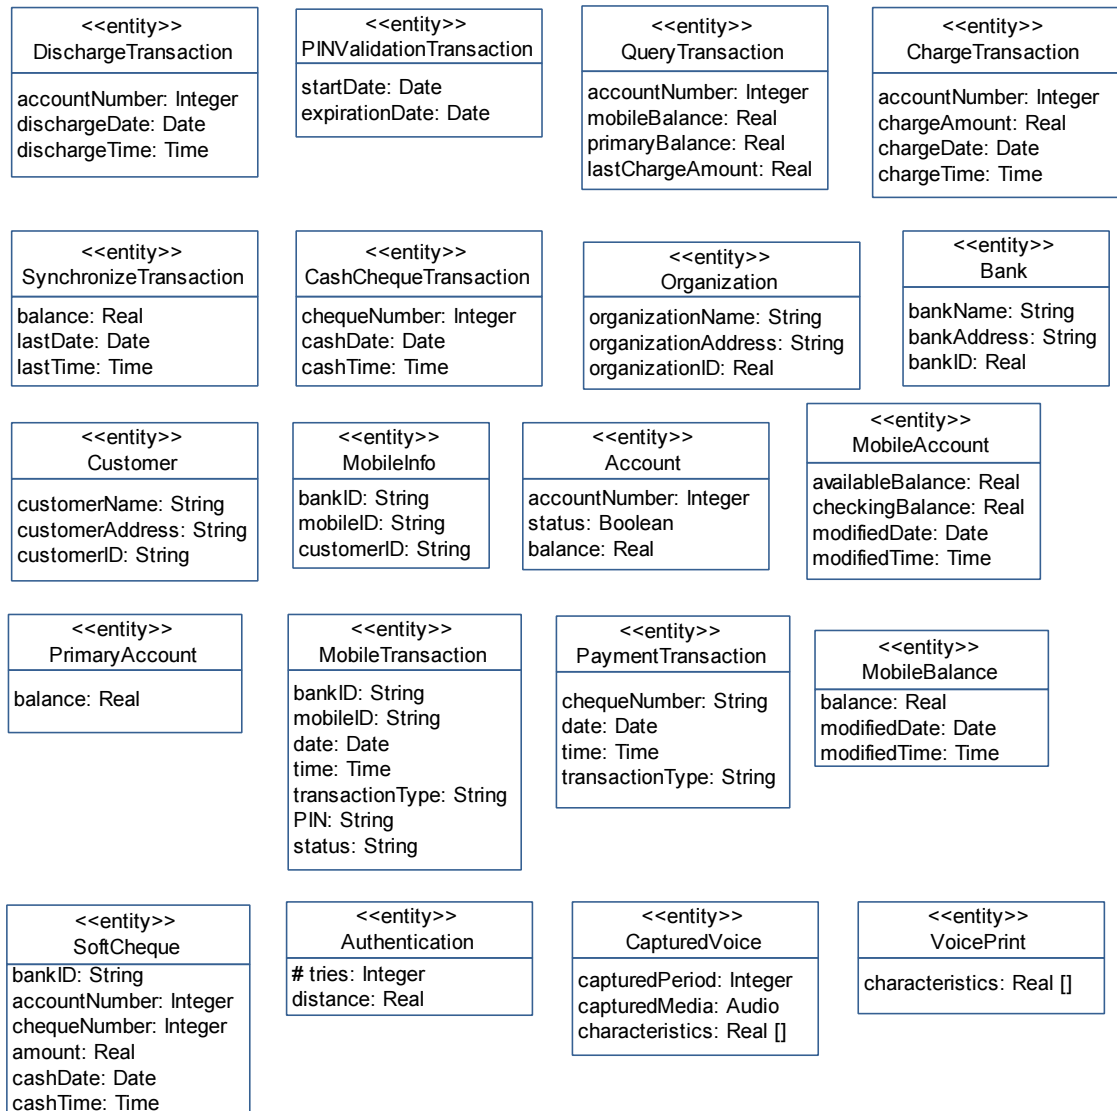 <<entity>>
DischargeTransaction
accountNumber: Integer
dischargeDate: Date
dischargeTime: Time
<<entity>>
PINValidationTransaction
startDate: Date
expirationDate: Date
<<entity>>
QueryTransaction
accountNumber: Integer
mobileBalance: Real
primaryBalance: Real
lastChargeAmount: Real
<<entity>>
ChargeTransaction
accountNumber: Integer
chargeAmount: Real
chargeDate: Date
chargeTime: Time
<<entity>>
SynchronizeTransaction
balance: Real
lastDate: Date
lastTime: Time
<<entity>>
CashChequeTransaction
chequeNumber: Integer
cashDate: Date
cashTime: Time
<<entity>>
Organization
organizationName: String
organizationAddress: String
organizationID: Real
<<entity>>
Bank
bankName: String
bankAddress: String
bankID: Real
<<entity>>
Customer
customerName: String
customerAddress: String
customerID: String
<<entity>>
MobileInfo
bankID: String
mobileID: String
customerID: String
<<entity>>
Account
accountNumber: Integer
status: Boolean
balance: Real
<<entity>>
MobileAccount
availableBalance: Real
checkingBalance: Real
modifiedDate: Date
modifiedTime: Time
<<entity>>
PrimaryAccount
balance: Real
<<entity>>
MobileTransaction
bankID: String
mobileID: String
date: Date
time: Time
transactionType: String
PIN: String
status: String
<<entity>>
PaymentTransaction
chequeNumber: String
date: Date
time: Time
transactionType: String
<<entity>>
MobileBalance
balance: Real
modifiedDate: Date
modifiedTime: Time
<<entity>>
SoftCheque
bankID: String
accountNumber: Integer
chequeNumber: Integer
amount: Real
cashDate: Date
cashTime: Time
<<entity>>
Authentication
# tries: Integer
distance: Real
<<entity>>
CapturedVoice
capturedPeriod: Integer
capturedMedia: Audio
characteristics: Real []
<<entity>>
VoicePrint
characteristics: Real []